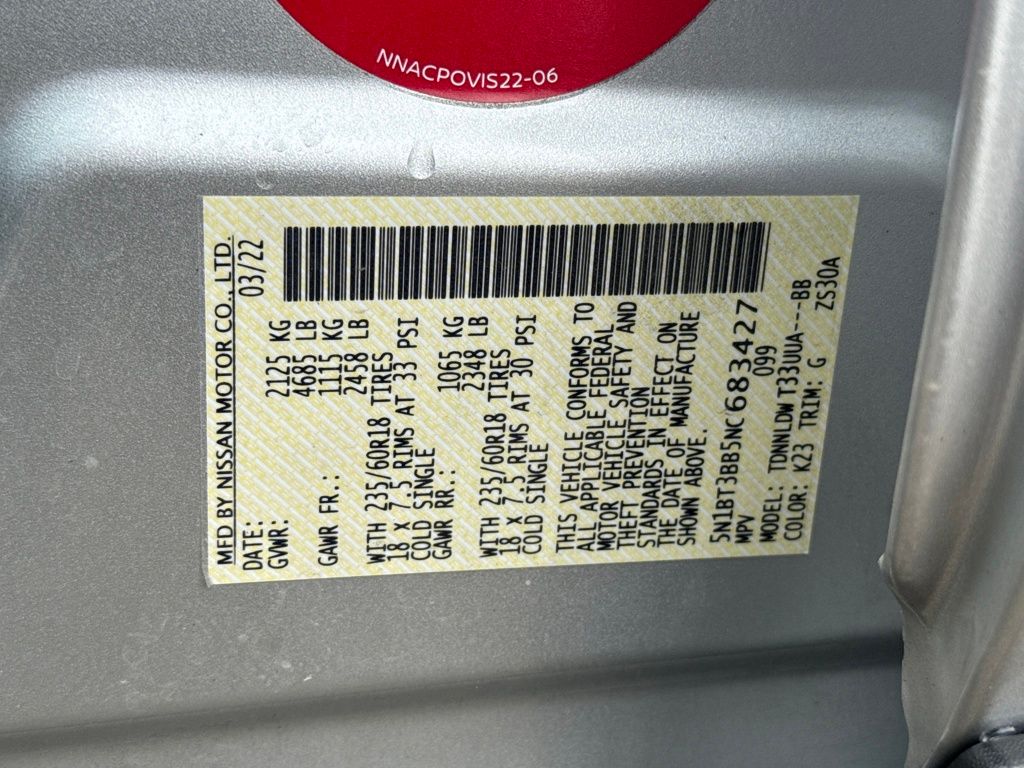 NNACPOVIS22-06
MFD BY NISSAN MOTOR CO., LTD.
DATE: 03/22
GVWR: 2125 KG
4685 LB
GAWR FR.: 1115 KG
2458 LB
WITH 235/60R18 TIRES
18 X 7.5 RIMS AT 33 PSI
COLD SINGLE
GAWR RR.: 1065 KG
2348 LB
WITH 235/60R18 TIRES
18 X 7.5 RIMS AT 30 PSI
COLD SINGLE
THIS VEHICLE CONFORMS TO
ALL APPLICABLE FEDERAL
MOTOR VEHICLE SAFETY AND
THEFT PREVENTION
STANDARDS IN EFFECT ON
THE DATE OF MANUFACTURE
SHOWN ABOVE.
5N1BT3BB5NC683427
MPV 099
MODEL: TDNNLDW T33UUA---BB
COLOR: K23 TRIM: G ZS30A